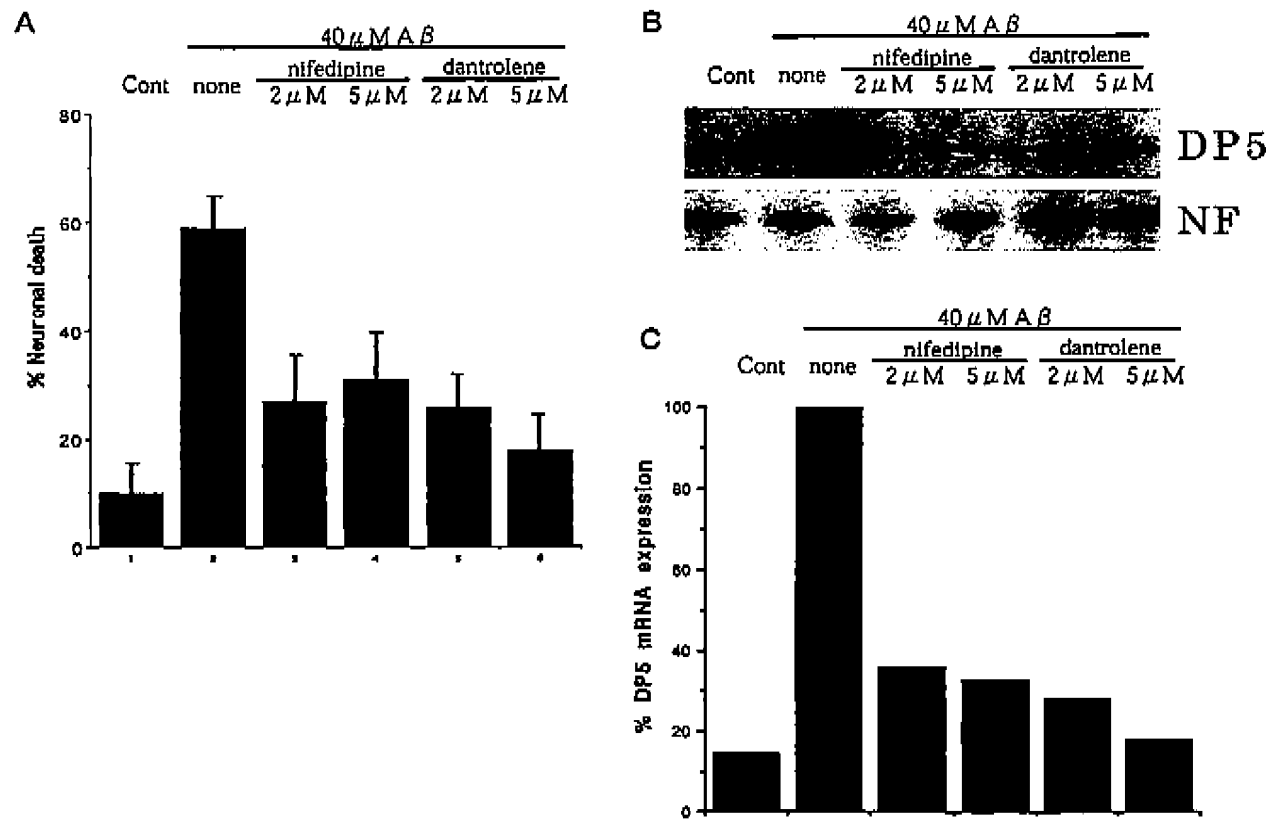 A
40 μM A β
nifedipine dantrolene
Cont none 2 μM 5 μM 2 μM 5 μM
80
60
40
20
0
% Neuronal death
1 2 3 4 5 6
B
40 μM A β
nifedipine dantrolene
Cont none 2 μM 5 μM 2 μM 5 μM
DP5
NF
C
40 μM A β
nifedipine dantrolene
Cont none 2 μM 5 μM 2 μM 5 μM
100
80
60
40
20
0
% DP5 mRNA expression